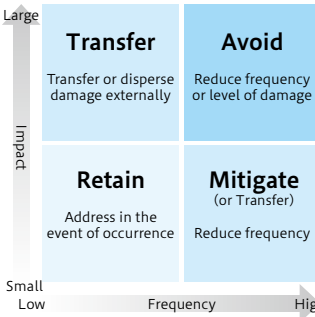 Large
Transfer
Transfer or disperse
damage externally
Avoid
Reduce frequency
or level of damage
Impact
Retain
Address in the
event of occurrence
Mitigate
(or Transfer)
Reduce frequency
Small
Low
Frequency
Hig